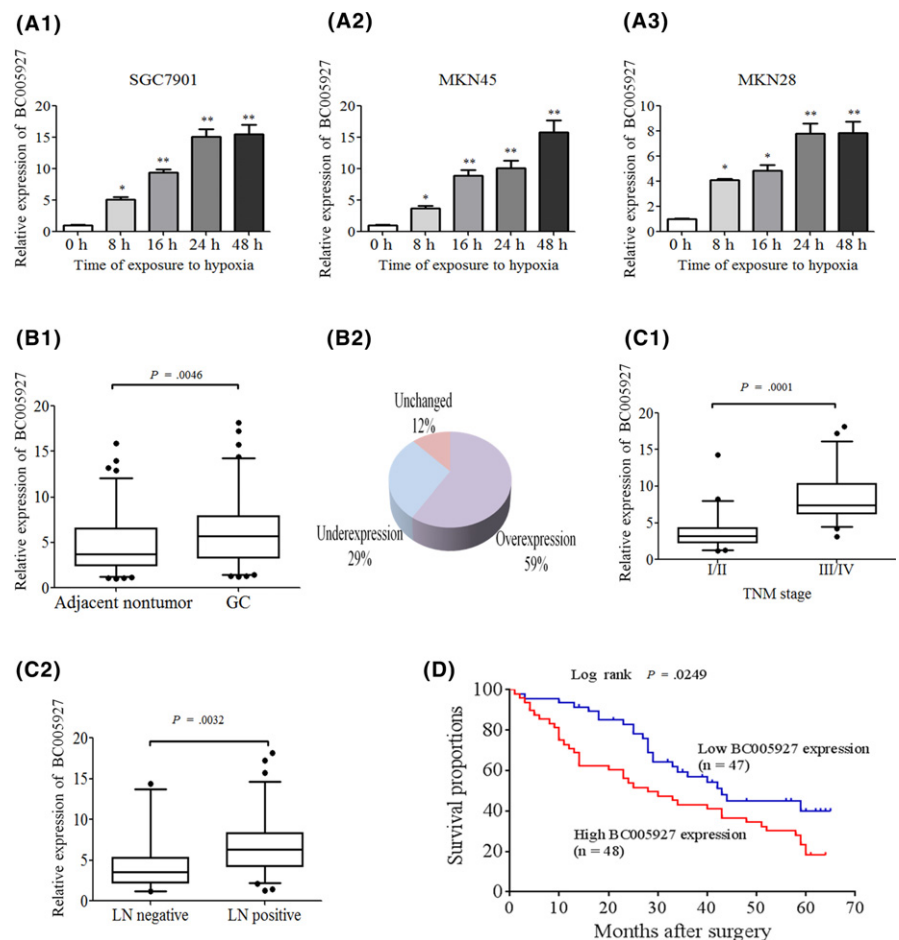 (A1)
Relative expression of BC005927
SGC7901
20
15
10
5
0
*
**
**
**
0 h 8 h 16 h 24 h 48 h
Time of exposure to hypoxia
(A2)
Relative expression of BC005927
MKN45
20
15
10
5
0
*
**
**
**
0 h 8 h 16 h 24 h 48 h
Time of exposure to hypoxia
(A3)
Relative expression of BC005927
MKN28
10
8
6
4
2
0
*
*
**
**
0 h 8 h 16 h 24 h 48 h
Time of exposure to hypoxia
(B1)
Relative expression of BC005927
P = .0046
20
15
10
5
0
Adjacent nontumor GC
(B2)
Unchanged
12%
Underexpression
29%
Overexpression
59%
(C1)
Relative expression of BC005927
P = .0001
20
15
10
5
0
I/II III/IV
TNM stage
(C2)
Relative expression of BC005927
P = .0032
20
15
10
5
0
LN negative LN positive
(D)
Log rank P = .0249
Survival proportions
100
80
60
40
20
Low BC005927 expression
(n = 47)
High BC005927 expression
(n = 48)
0 10 20 30 40 50 60 70
Months after surgery